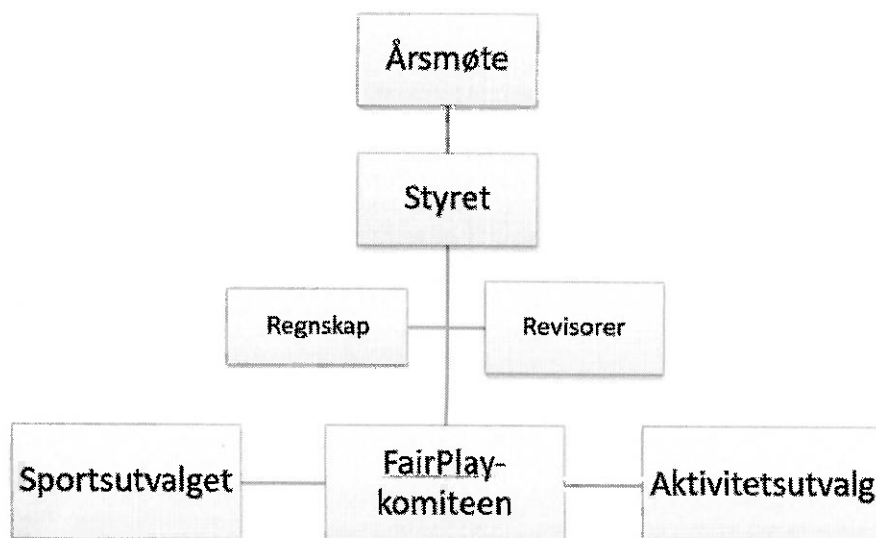 Årsmøte
Styret
Regnskap
Revisorer
Sportsutvalget
FairPlay-
komiteen
Aktivitetsutvalg